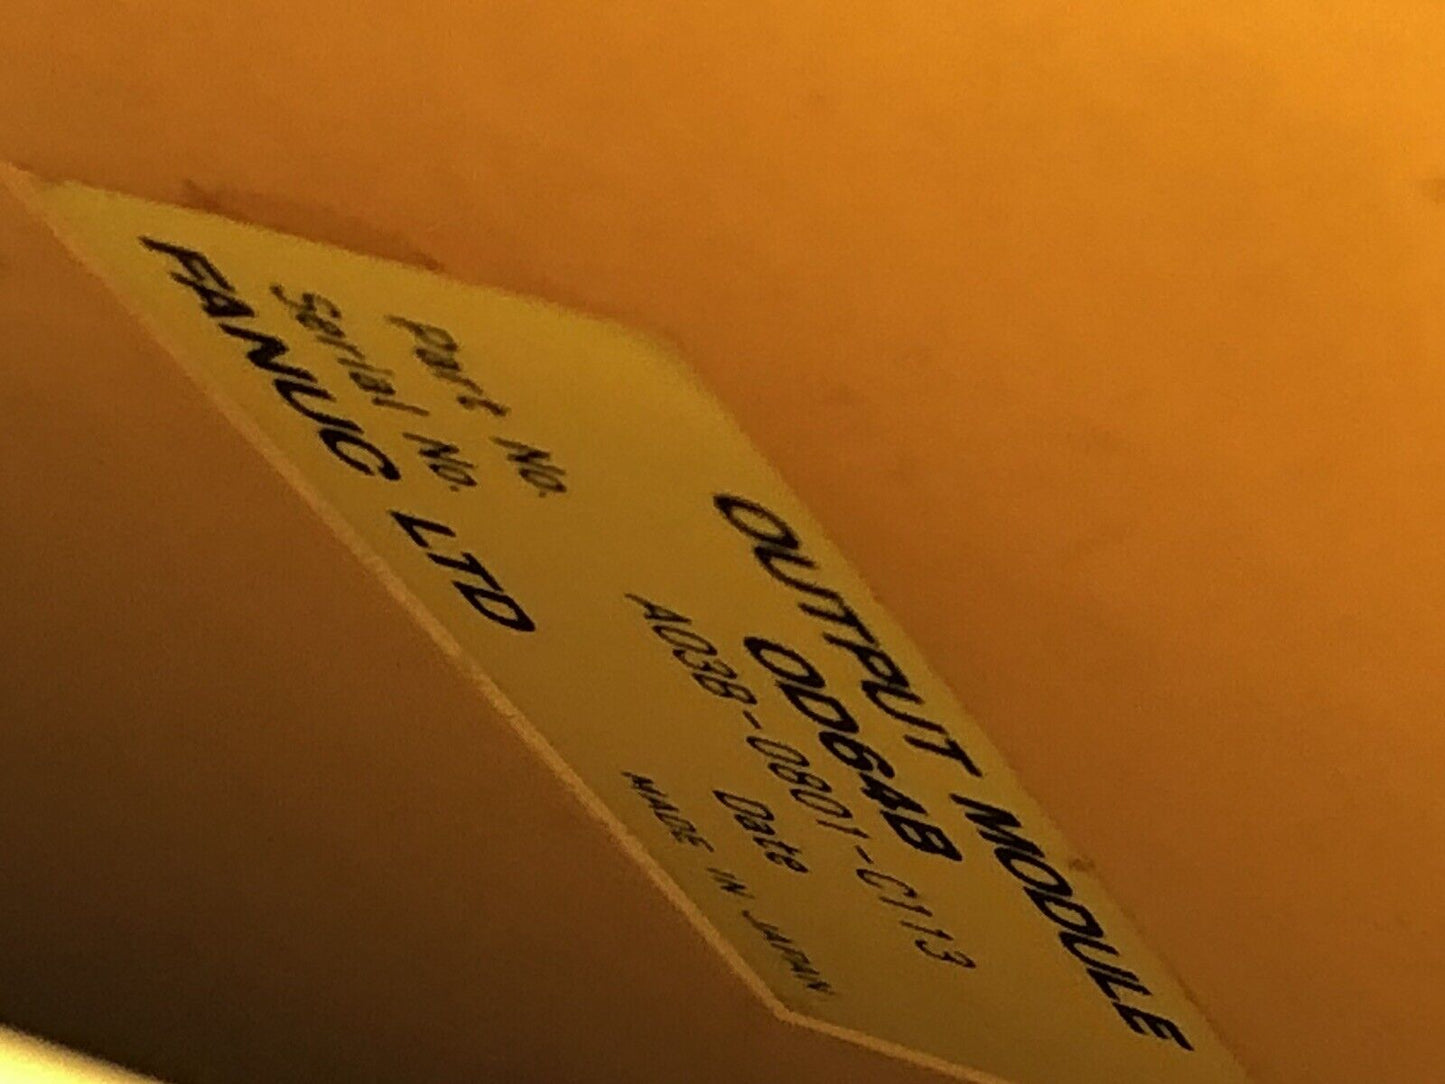 OUTPUT MODULE
OD64B
Part No. A03B-0801-C113
Serial No. Date
FANUC LTD MADE IN JAPAN